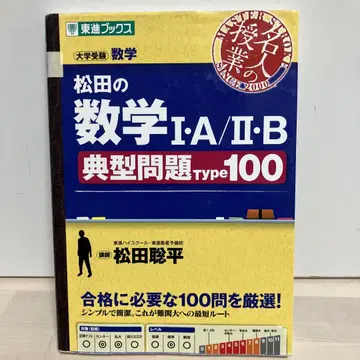 東進ブックス
大学受験 数学
MASTER STROKE
SINCE 2000
名人の授業
松田の
数学I・A/II・B
典型問題Type100
東進ハイスクール・東進衛星予備校
講師 松田聡平
合格に必要な100問を厳選!
シンプルで簡潔。これが難関大への最短ルート
レベル